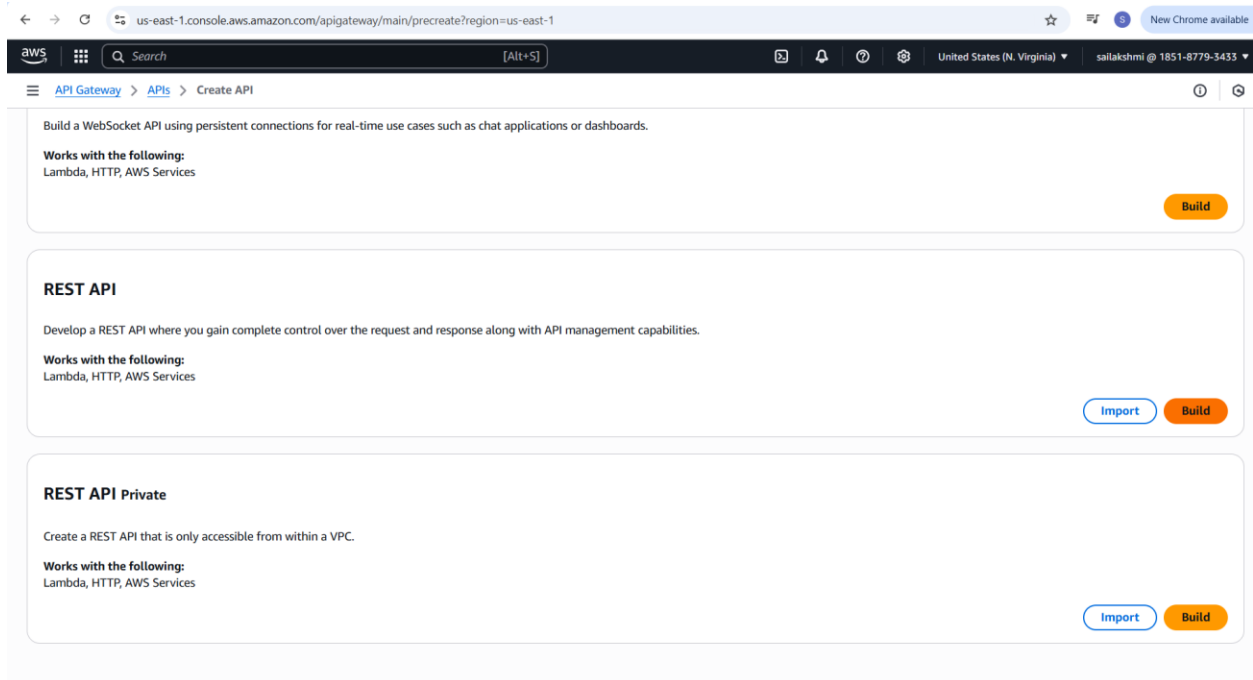 us-east-1.console.aws.amazon.com/apigateway/main/precreate?region=us-east-1
S
New Chrome available
aws
Search
[Alt+S]
United States (N. Virginia)
sailakshmi @ 1851-8779-3433
API Gateway > APIs > Create API
Build a WebSocket API using persistent connections for real-time use cases such as chat applications or dashboards.
Works with the following:
Lambda, HTTP, AWS Services
Build
REST API
Develop a REST API where you gain complete control over the request and response along with API management capabilities.
Works with the following:
Lambda, HTTP, AWS Services
Import
Build
REST API Private
Create a REST API that is only accessible from within a VPC.
Works with the following:
Lambda, HTTP, AWS Services
Import
Build